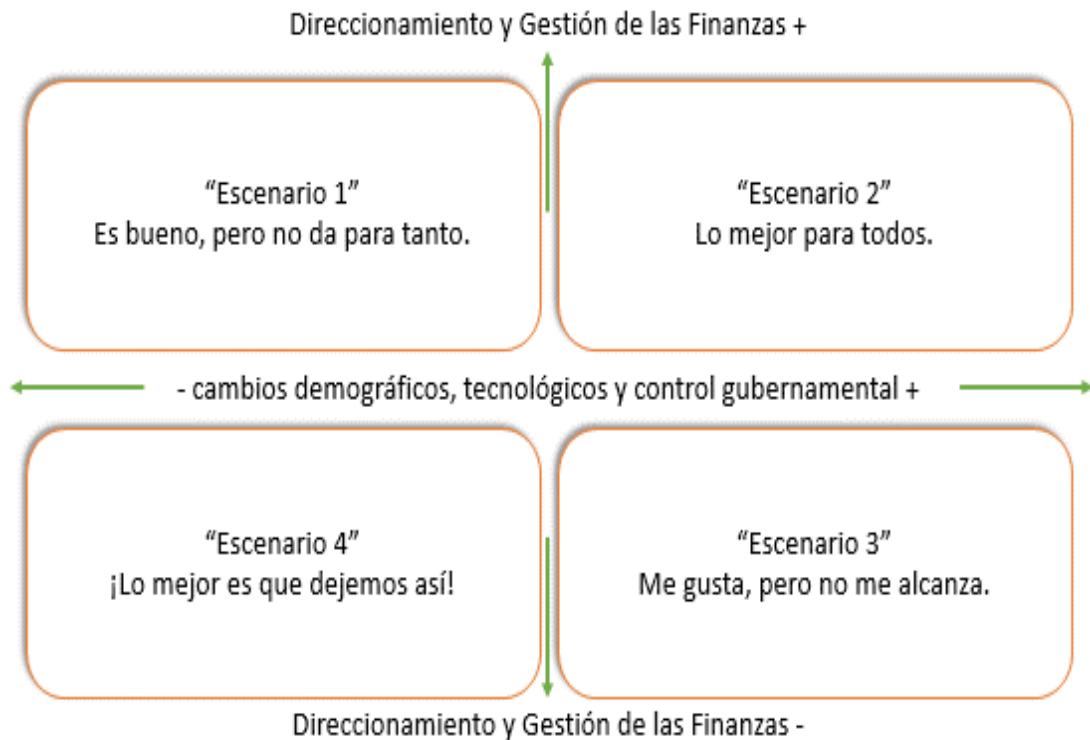 Direccionamiento y Gestión de las Finanzas +
“Escenario 1”
Es bueno, pero no da para tanto.
“Escenario 2”
Lo mejor para todos.
- cambios demográficos, tecnológicos y control gubernamental +
“Escenario 4”
¡Lo mejor es que dejemos así!
“Escenario 3”
Me gusta, pero no me alcanza.
Direccionamiento y Gestión de las Finanzas -